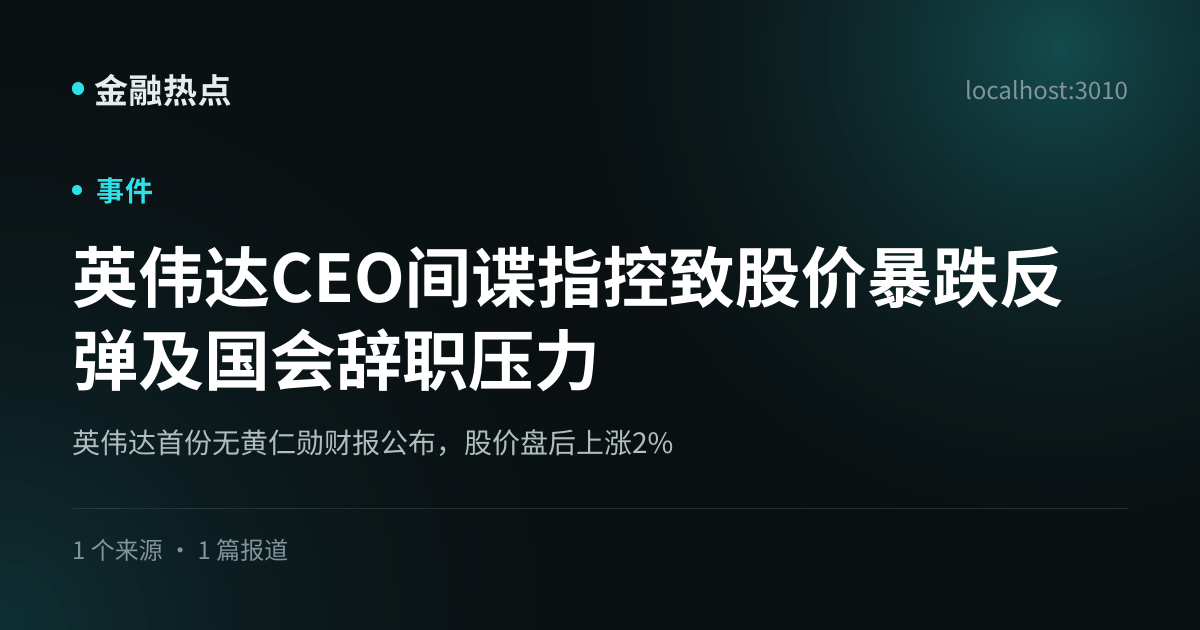 金融热点
localhost:3010
事件
英伟达CEO间谍指控致股价暴跌反
弹及国会辞职压力
英伟达首份无黄仁勋财报公布，股价盘后上涨2%
1 个来源 · 1 篇报道